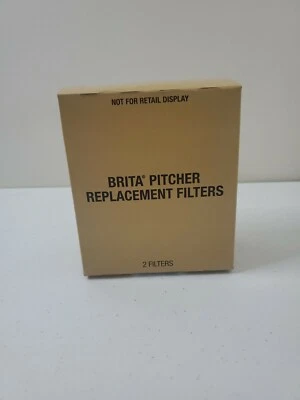 NOT FOR RETAIL DISPLAY
BRITA® PITCHER
REPLACEMENT FILTERS
2 FILTERS